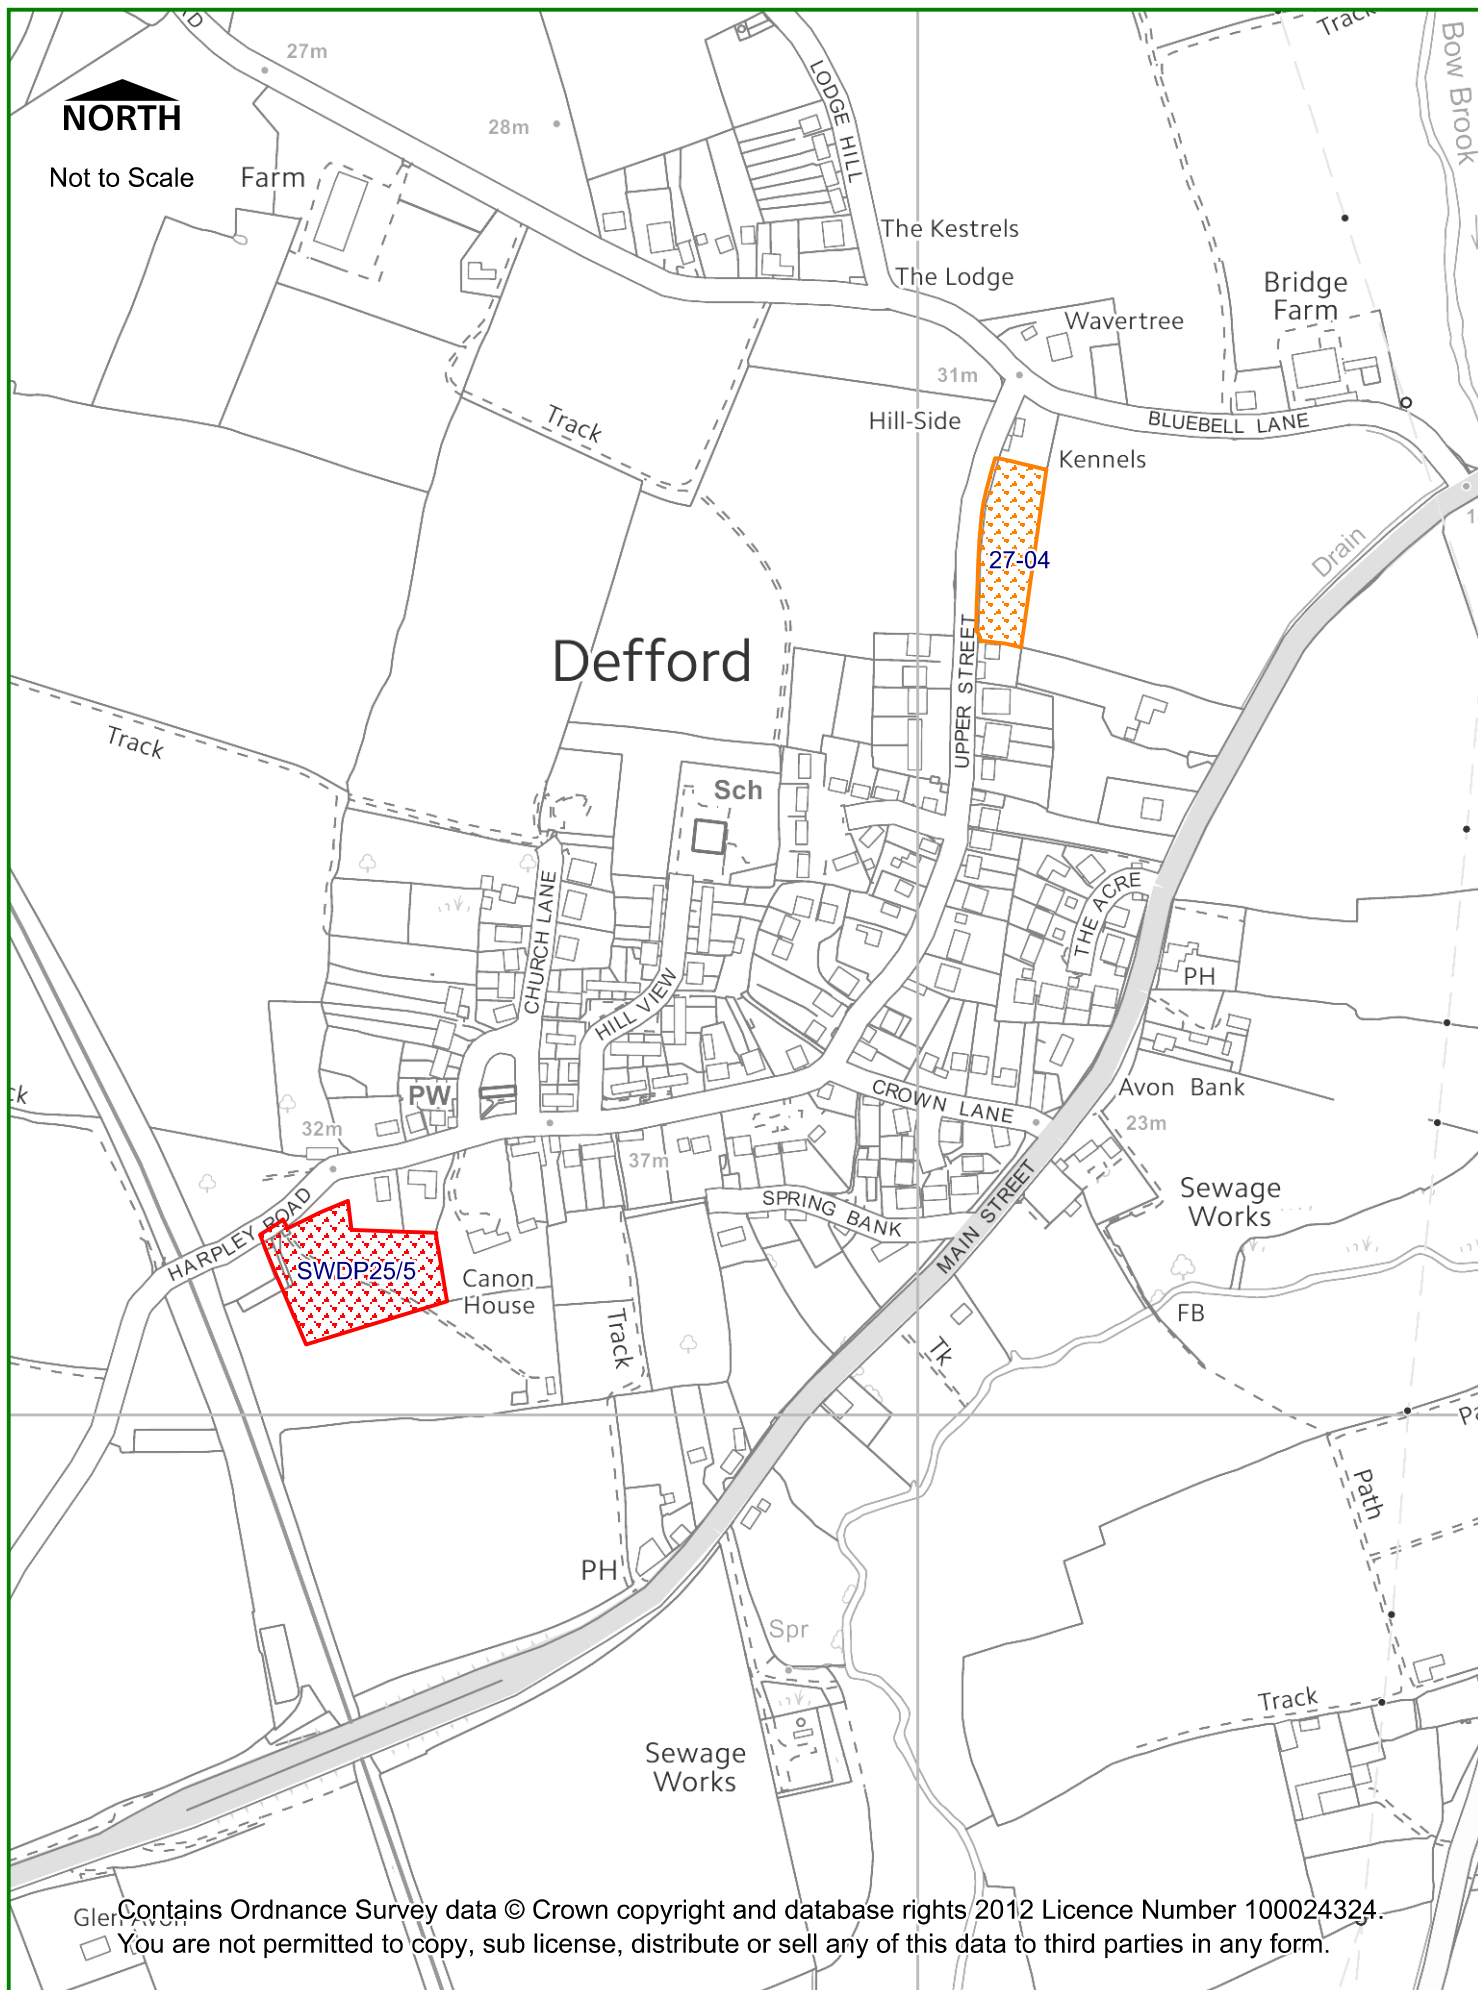 27m
NORTH
28m
Not to Scale
Farm
LODGE HILL
Track
Bow Brook
The Kestrels
The Lodge
Bridge
Farm
Wavertree
31m
Hill-Side
BLUEBELL LANE
Kennels
Track
27-04
Drain
Defford
UPPER STREET
Track
Sch
CHURCH LANE
THE ACRE
PH
HILL VIEW
PW
CROWN LANE
Avon Bank
32m
23m
37m
Sewage
Works
SPRING BANK
HARPLEY ROAD
MAIN STREET
SWDP25/5
Canon
House
Track
FB
Tk
Path
PH
Spr
Track
Sewage
Works
Glen Avon
Contains Ordnance Survey data © Crown copyright and database rights 2012 Licence Number 100024324.
You are not permitted to copy, sub license, distribute or sell any of this data to third parties in any form.